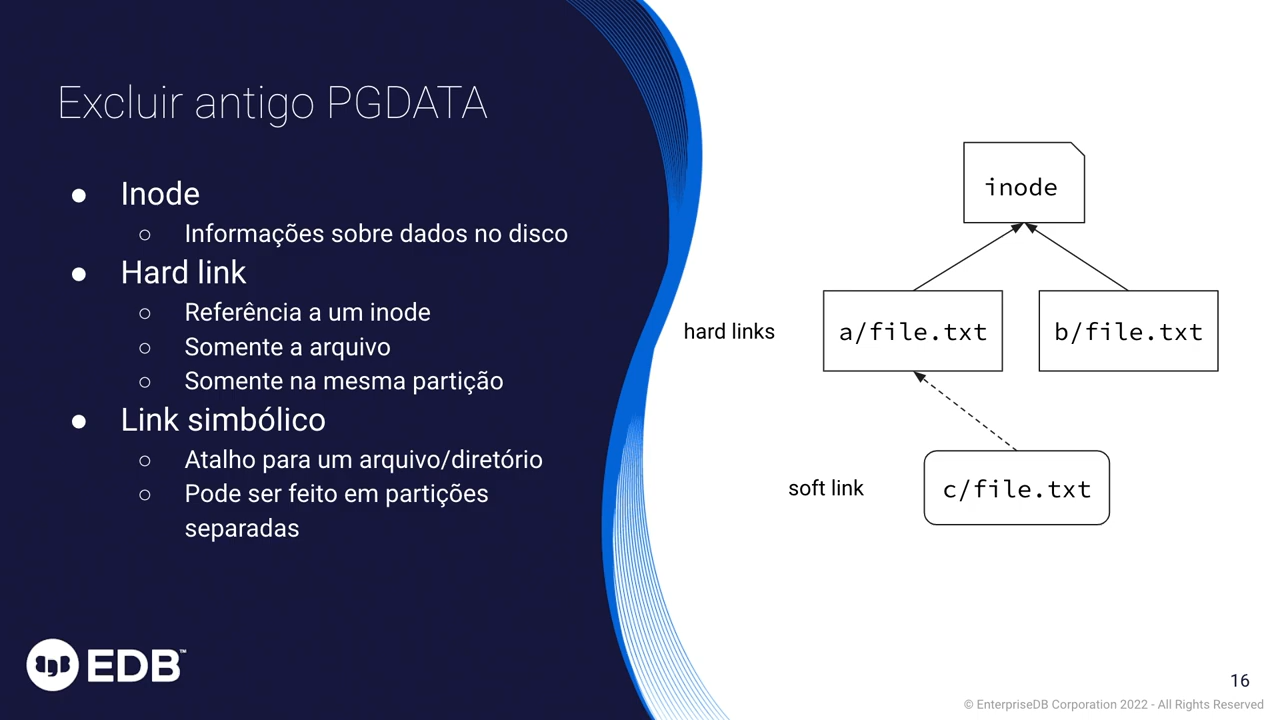 Excluir antigo PGDATA
● Inode
○ Informações sobre dados no disco
● Hard link
○ Referência a um inode
○ Somente a arquivo
○ Somente na mesma partição
● Link simbólico
○ Atalho para um arquivo/diretório
○ Pode ser feito em partições
separadas
EDB™
inode
hard links
a/file.txt
b/file.txt
soft link
c/file.txt
16
© EnterpriseDB Corporation 2022 - All Rights Reserved